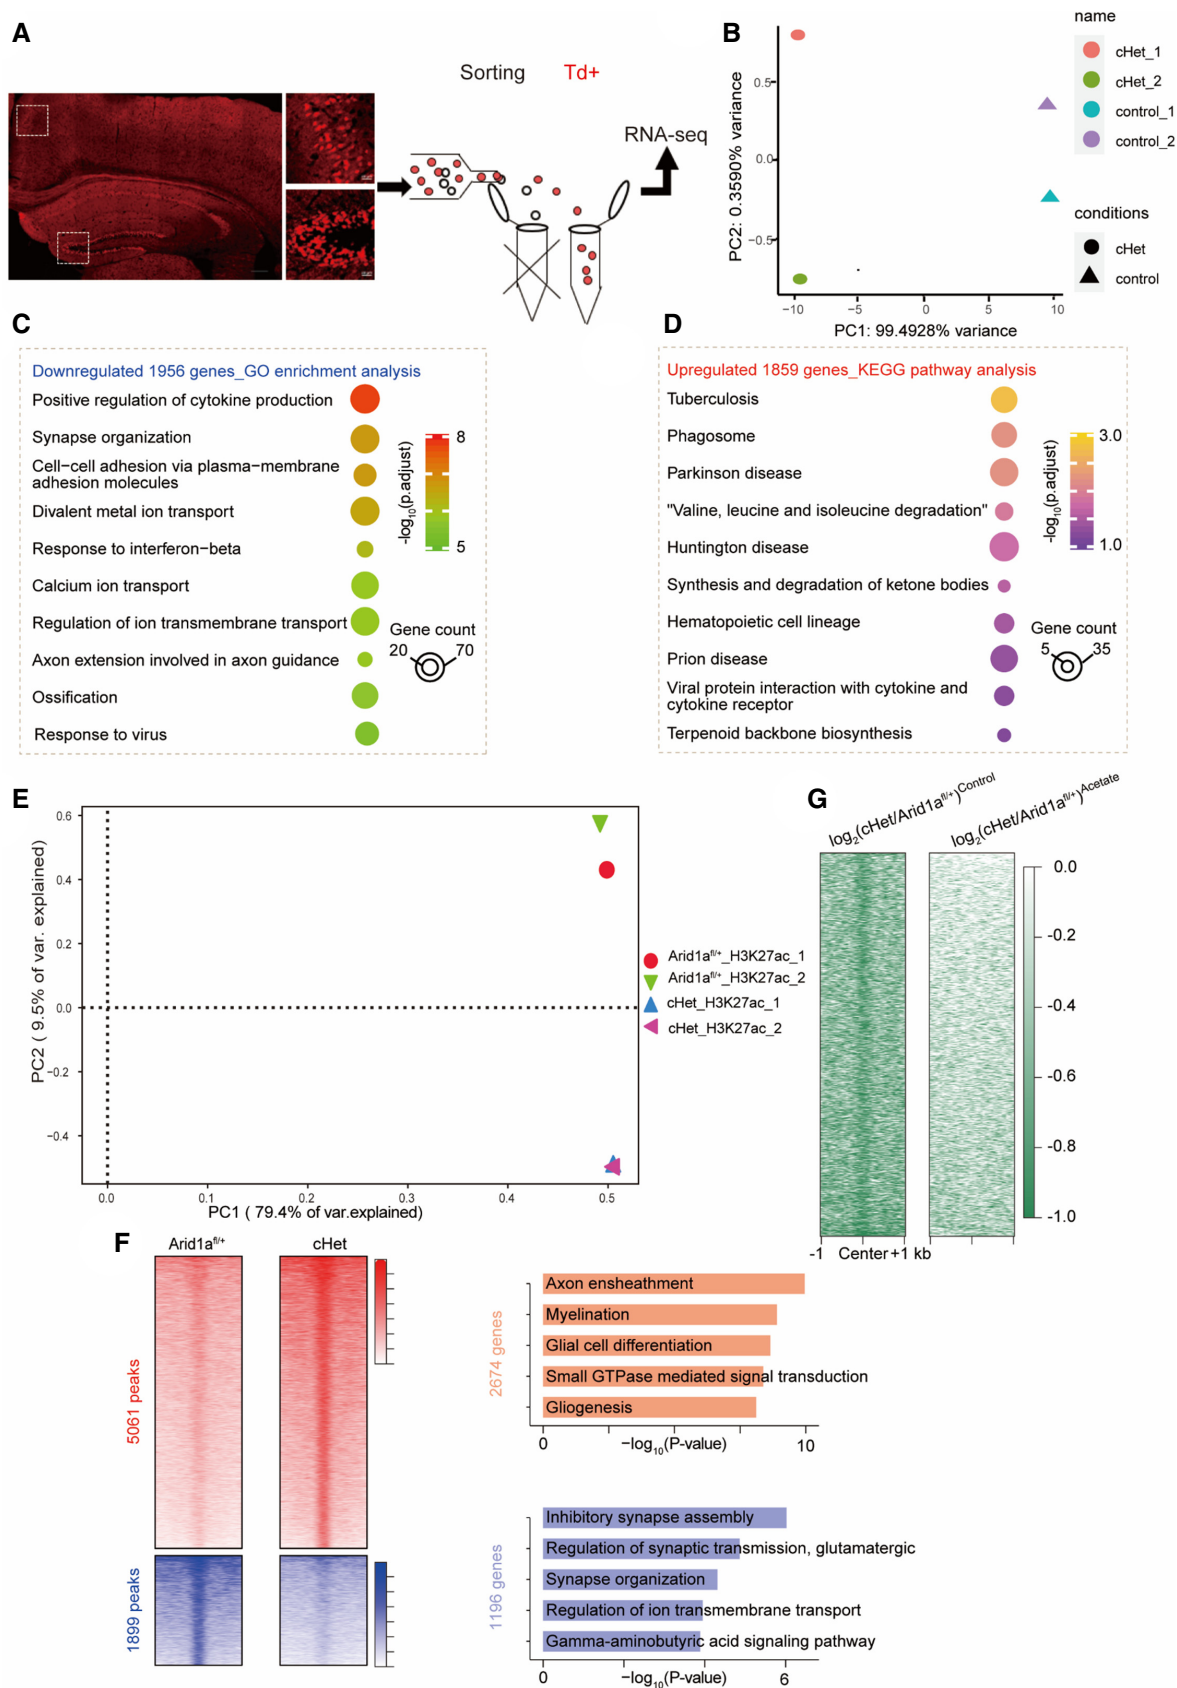 A
Sorting Td+
RNA-seq
B
PC2: 0.3590% variance
0.5
0.0
−0.5
−10 −5 0 5 10
PC1: 99.4928% variance
name
cHet_1
cHet_2
control_1
control_2
conditions
cHet
control
C
Downregulated 1956 genes_GO enrichment analysis
Positive regulation of cytokine production
Synapse organization
Cell−cell adhesion via plasma−membrane
adhesion molecules
Divalent metal ion transport
Response to interferon−beta
Calcium ion transport
Regulation of ion transmembrane transport
Axon extension involved in axon guidance
Ossification
Response to virus
-log10(p.adjust)
8
5
Gene count
20 70
D
Upregulated 1859 genes_KEGG pathway analysis
Tuberculosis
Phagosome
Parkinson disease
"Valine, leucine and isoleucine degradation"
Huntington disease
Synthesis and degradation of ketone bodies
Hematopoietic cell lineage
Prion disease
Viral protein interaction with cytokine and
cytokine receptor
Terpenoid backbone biosynthesis
-log10(p.adjust)
3.0
1.0
Gene count
5 35
E
PC2 ( 9.5% of var. explained)
0.6
0.4
0.2
0.0
−0.2
−0.4
0.0 0.1 0.2 0.3 0.4 0.5
PC1 ( 79.4% of var.explained)
Arid1afl/+_H3K27ac_1
Arid1afl/+_H3K27ac_2
cHet_H3K27ac_1
cHet_H3K27ac_2
G
log2(cHet/Arid1afl/+)Control
log2(cHet/Arid1afl/+)Acetate
0.0
-0.2
-0.4
-0.6
-0.8
-1.0
-1 Center +1 kb
F
Arid1afl/+ cHet
5061 peaks
1899 peaks
2674 genes
Axon ensheathment
Myelination
Glial cell differentiation
Small GTPase mediated signal transduction
Gliogenesis
0 −log10(P-value) 10
1196 genes
Inhibitory synapse assembly
Regulation of synaptic transmission, glutamatergic
Synapse organization
Regulation of ion transmembrane transport
Gamma-aminobutyric acid signaling pathway
0 −log10(P-value) 6